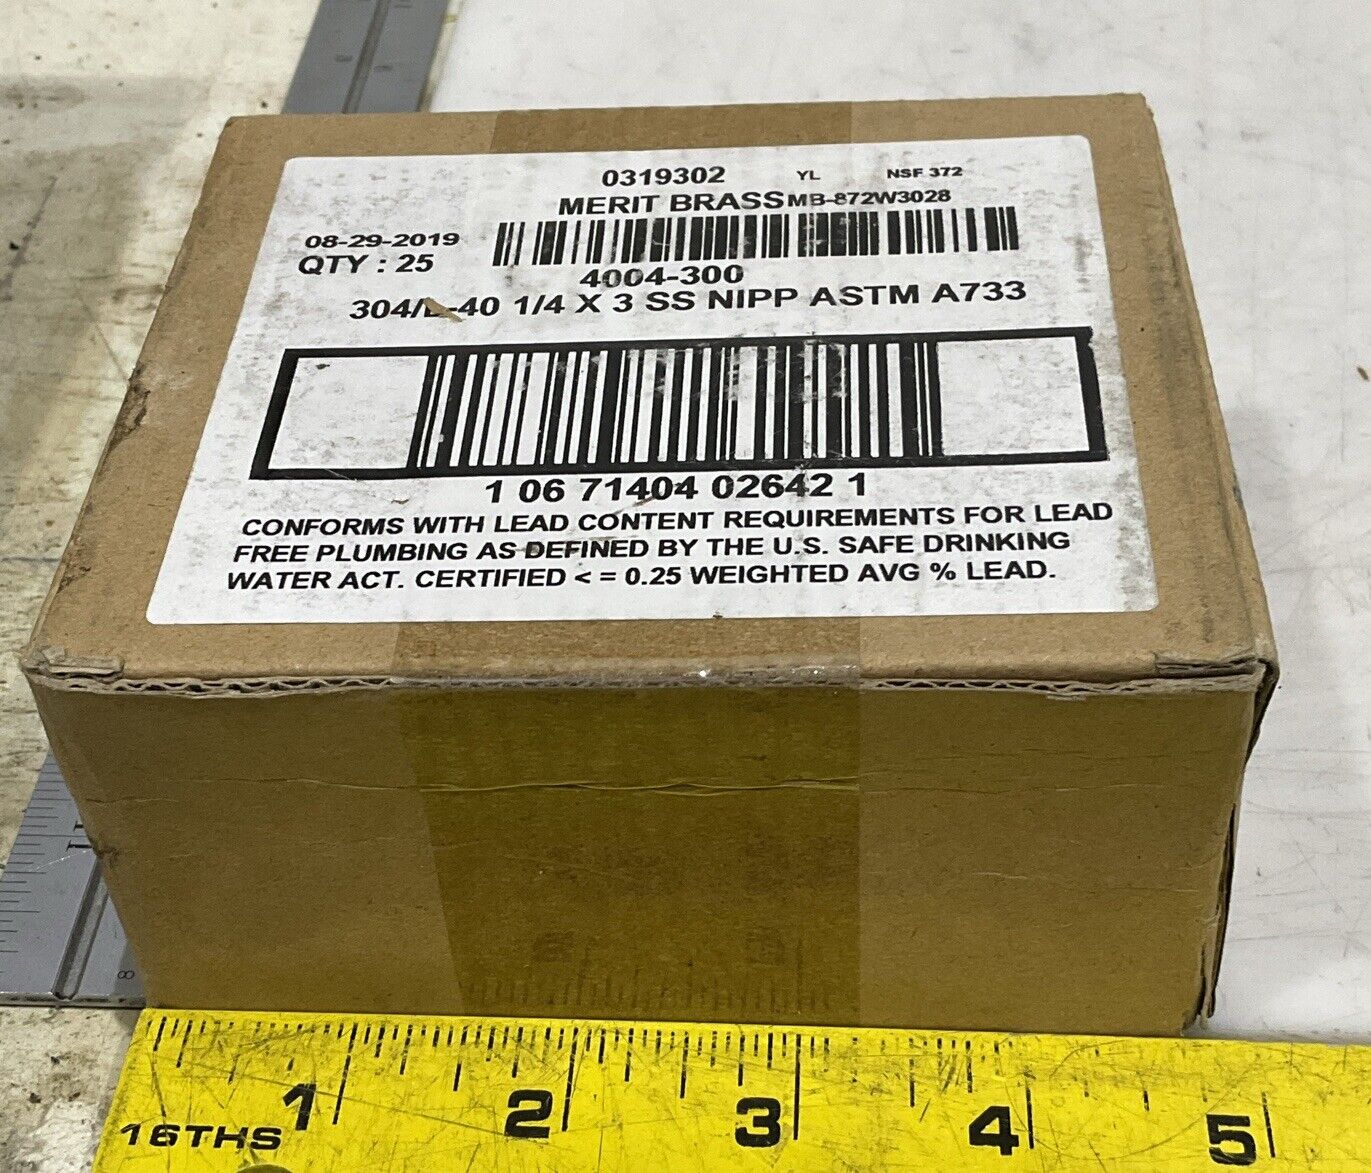 0319302 YL NSF 372
MERIT BRASS MB-872W3028
08-29-2019
QTY : 25
4004-300
304/L-40 1/4 X 3 SS NIPP ASTM A733
1 06 71404 02642 1
CONFORMS WITH LEAD CONTENT REQUIREMENTS FOR LEAD
FREE PLUMBING AS DEFINED BY THE U.S. SAFE DRINKING
WATER ACT. CERTIFIED < = 0.25 WEIGHTED AVG % LEAD.
8
1 2 3 4 5
16THS